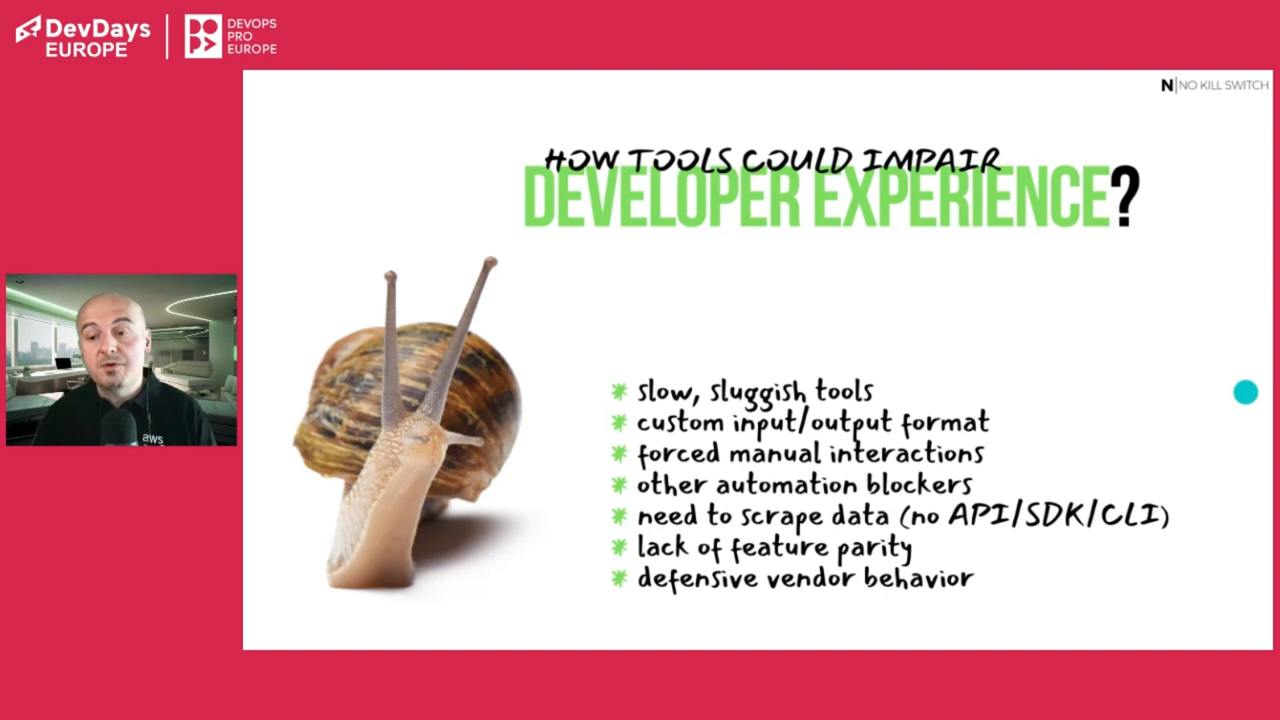 DevDays
EUROPE
DEVOPS
PRO
EUROPE
N|NO KILL SWITCH
HOW TOOLS COULD IMPAIR
DEVELOPER EXPERIENCE?
slow, sluggish tools
custom input/output format
forced manual interactions
other automation blockers
need to scrape data (no API/SDK/CLI)
lack of feature parity
defensive vendor behavior
aws